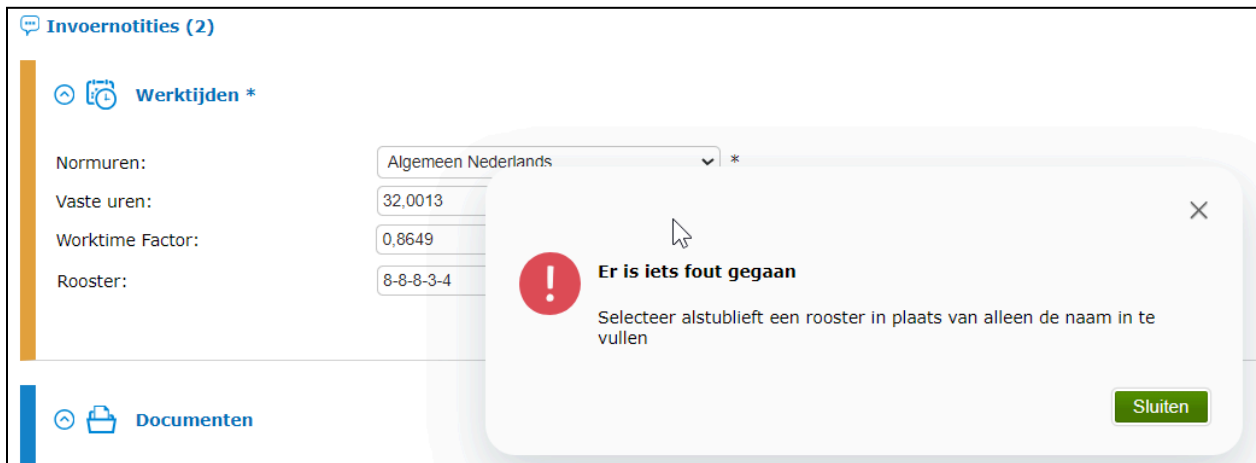 Invoernotities (2)
Werktijden *
Normuren:
Algemeen Nederlands
*
Vaste uren:
32,0013
Worktime Factor:
0,8649
Rooster:
8-8-8-3-4
Er is iets fout gegaan
Selecteer alstublieft een rooster in plaats van alleen de naam in te
vullen
Sluiten
Documenten